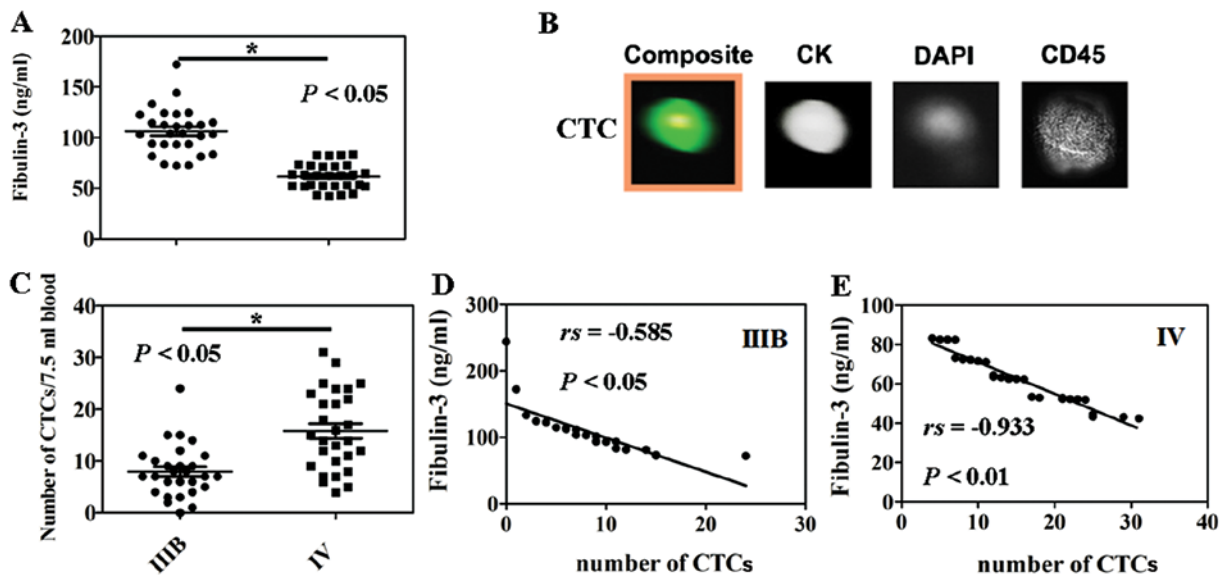 A
Fibulin-3 (ng/ml)
200
150
100
50
0
*
P < 0.05
B
Composite CK DAPI CD45
CTC
C
Number of CTCs/7.5 ml blood
40
30
20
10
0
*
P < 0.05
IIIB IV
D
Fibulin-3 (ng/ml)
300
200
100
0
rs = -0.585
IIIB
P < 0.05
0 10 20 30
number of CTCs
E
Fibulin-3 (ng/ml)
100
80
60
40
20
0
IV
rs = -0.933
P < 0.01
0 10 20 30 40
number of CTCs